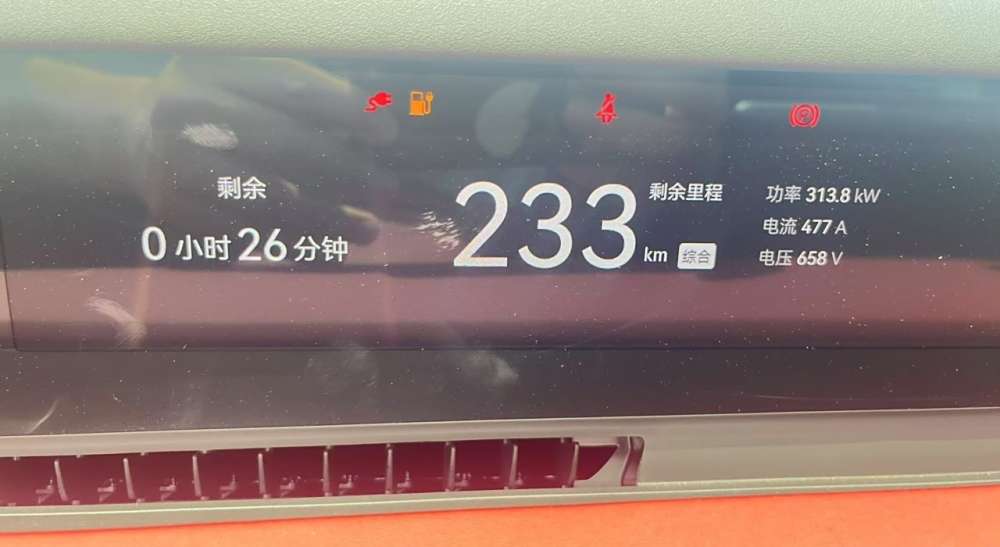 剩余
0 小时 26 分钟
233 km
剩余里程
综合
功率 313.8 kW
电流 477 A
电压 658 V